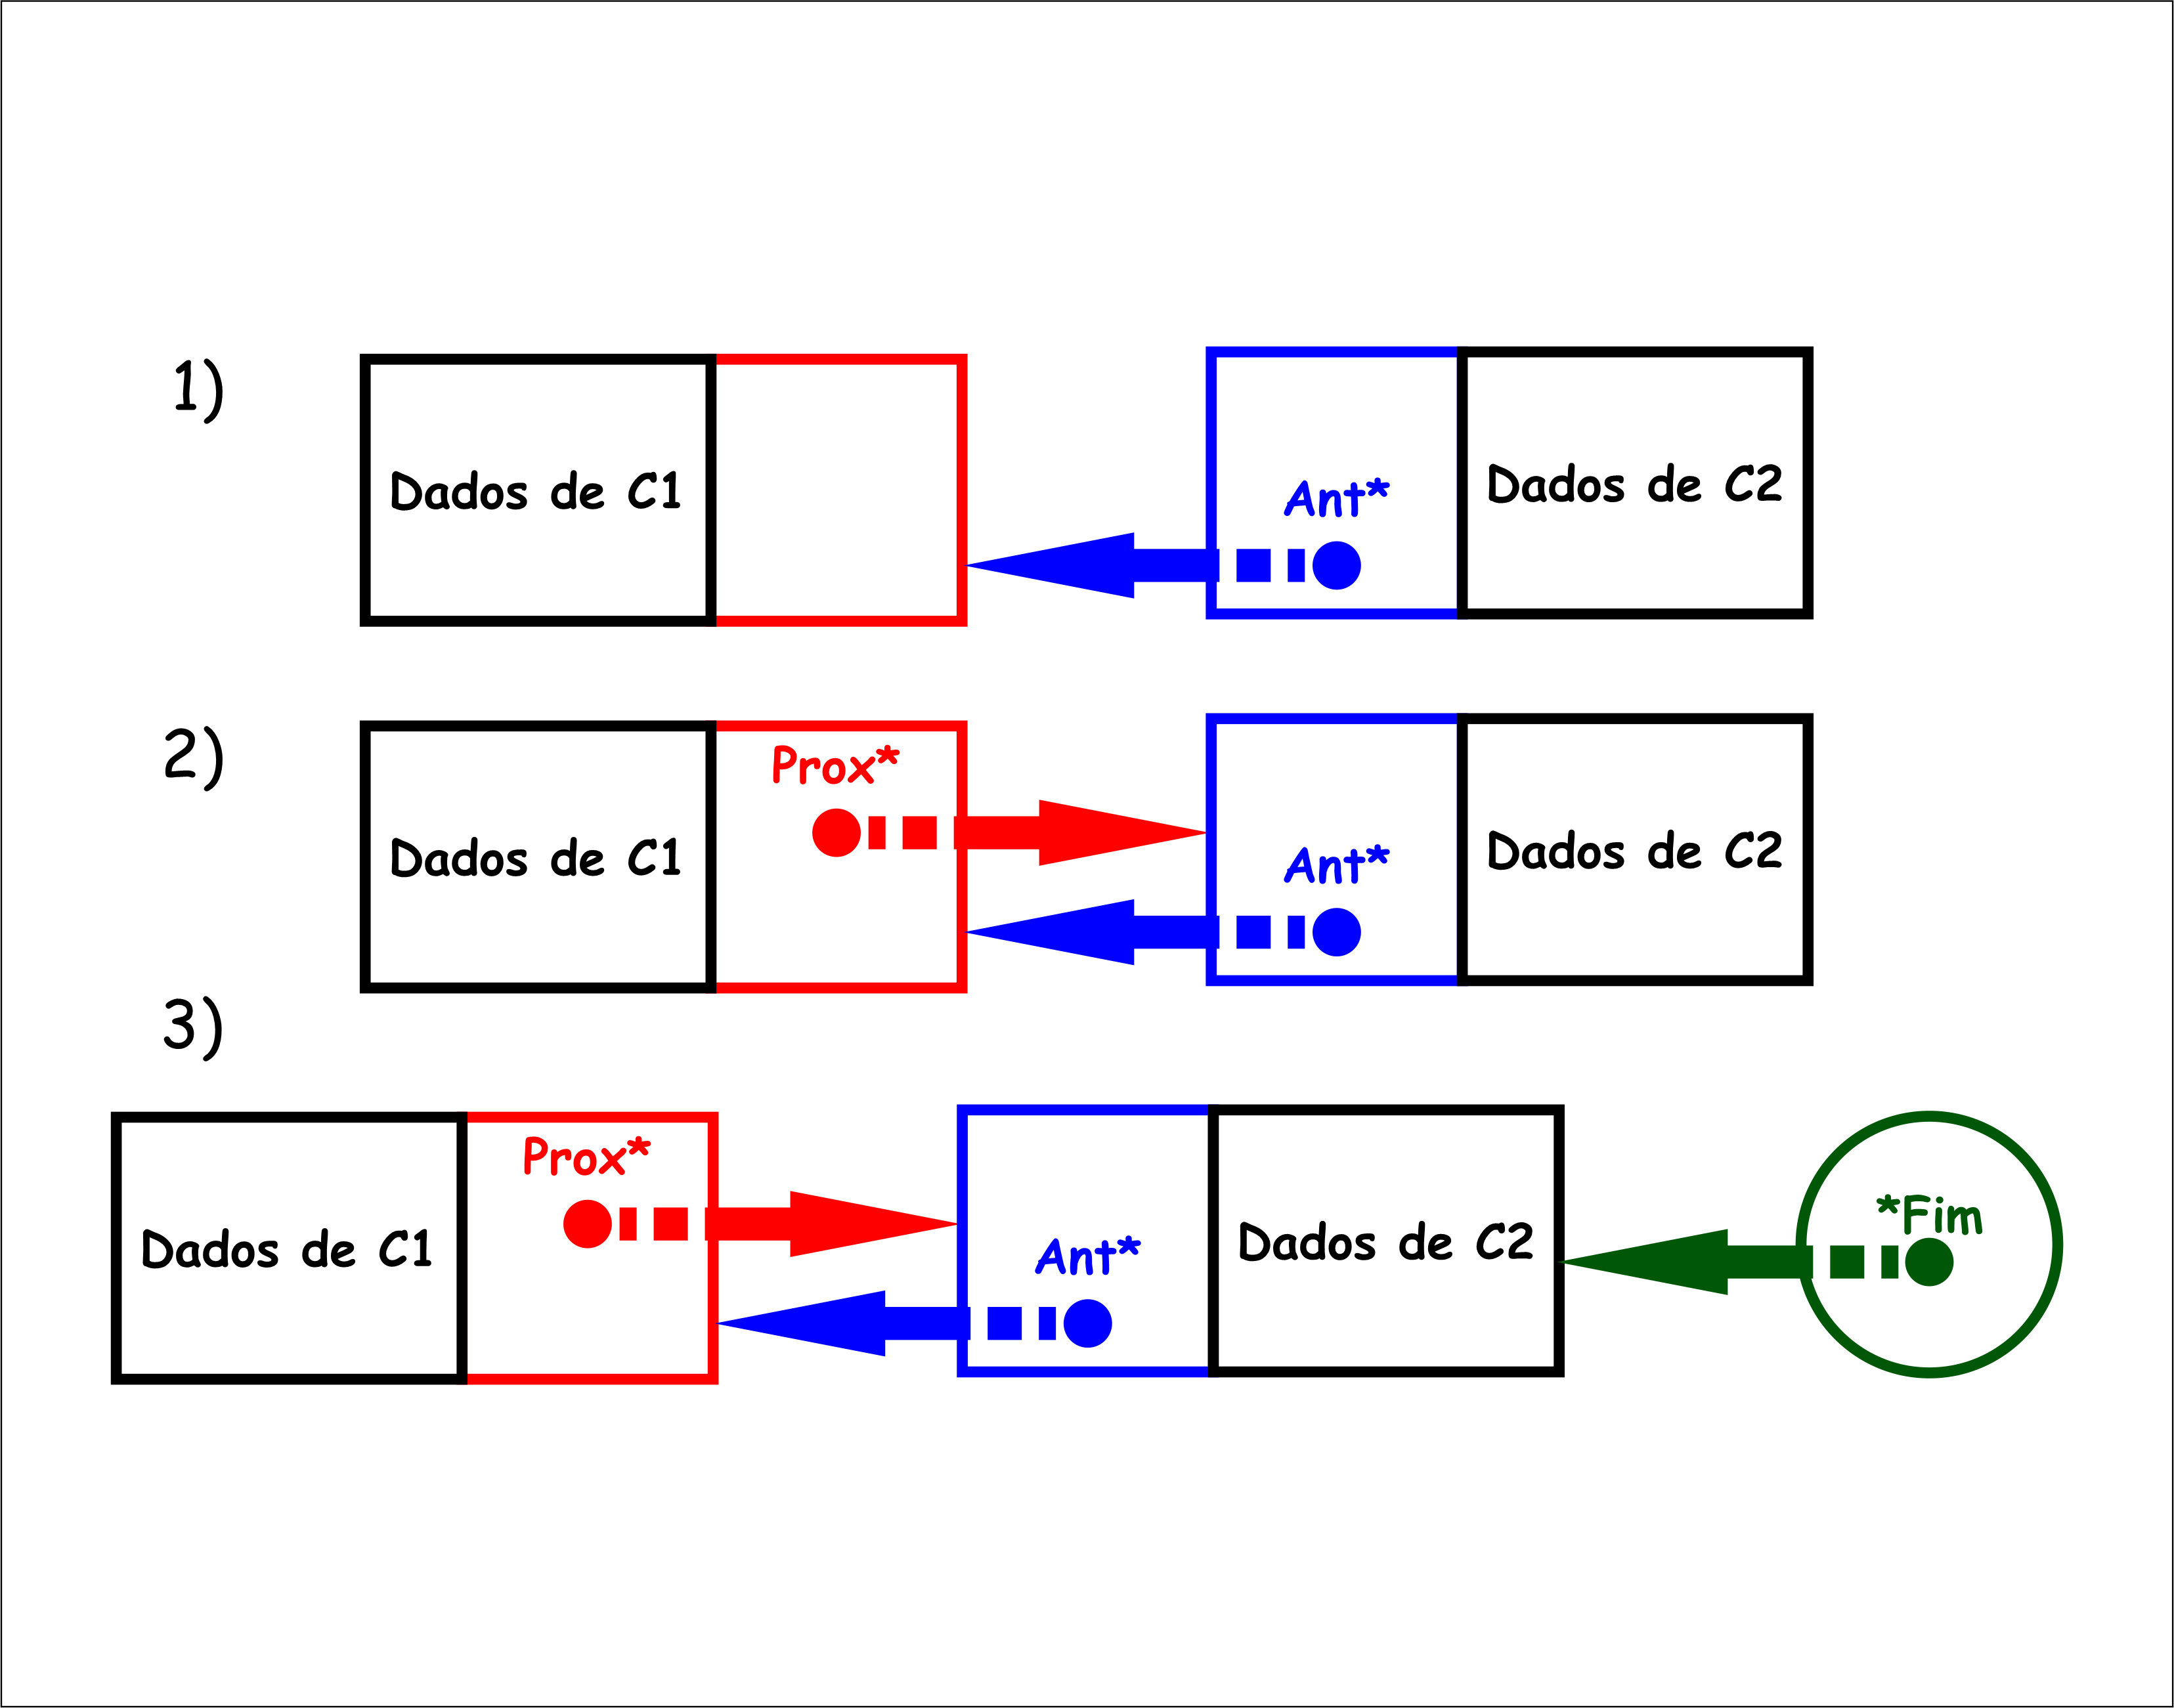 1)
Dados de C1
Ant*
Dados de C2
2)
Prox*
Dados de C1
Ant*
Dados de C2
3)
Prox*
Dados de C1
Ant*
Dados de C2
*Fim